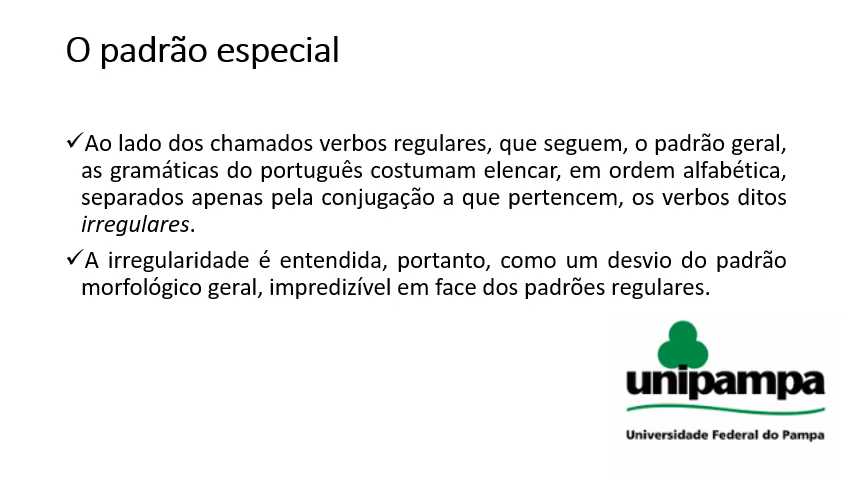 O padrão especial
✓Ao lado dos chamados verbos regulares, que seguem, o padrão geral,
as gramáticas do português costumam elencar, em ordem alfabética,
separados apenas pela conjugação a que pertencem, os verbos ditos
irregulares.
✓A irregularidade é entendida, portanto, como um desvio do padrão
morfológico geral, impredizível em face dos padrões regulares.
unipampa
Universidade Federal do Pampa